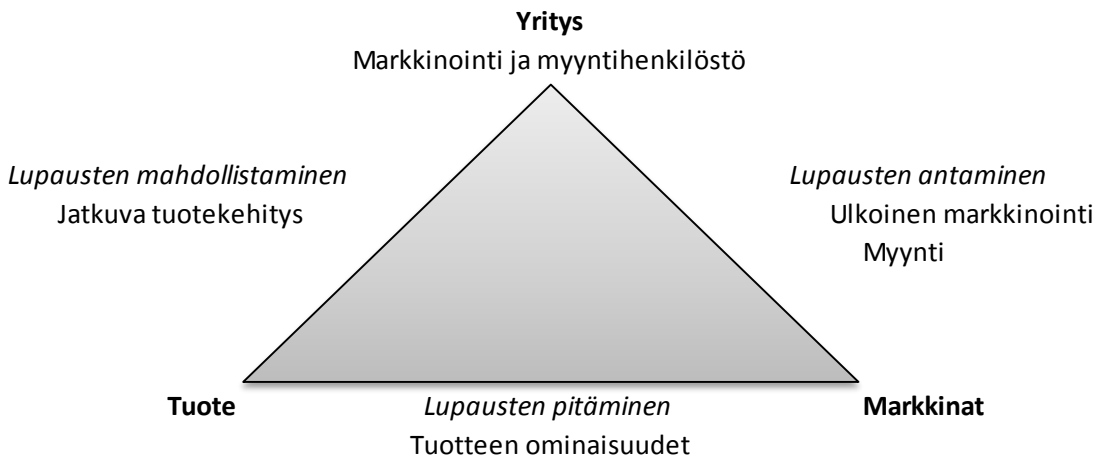 Yritys
Markkinointi ja myyntihenkilöstö
Lupausten mahdollistaminen
Jatkuva tuotekehitys
Lupausten antaminen
Ulkoinen markkinointi
Myynti
Tuote
Lupausten pitäminen
Tuotteen ominaisuudet
Markkinat